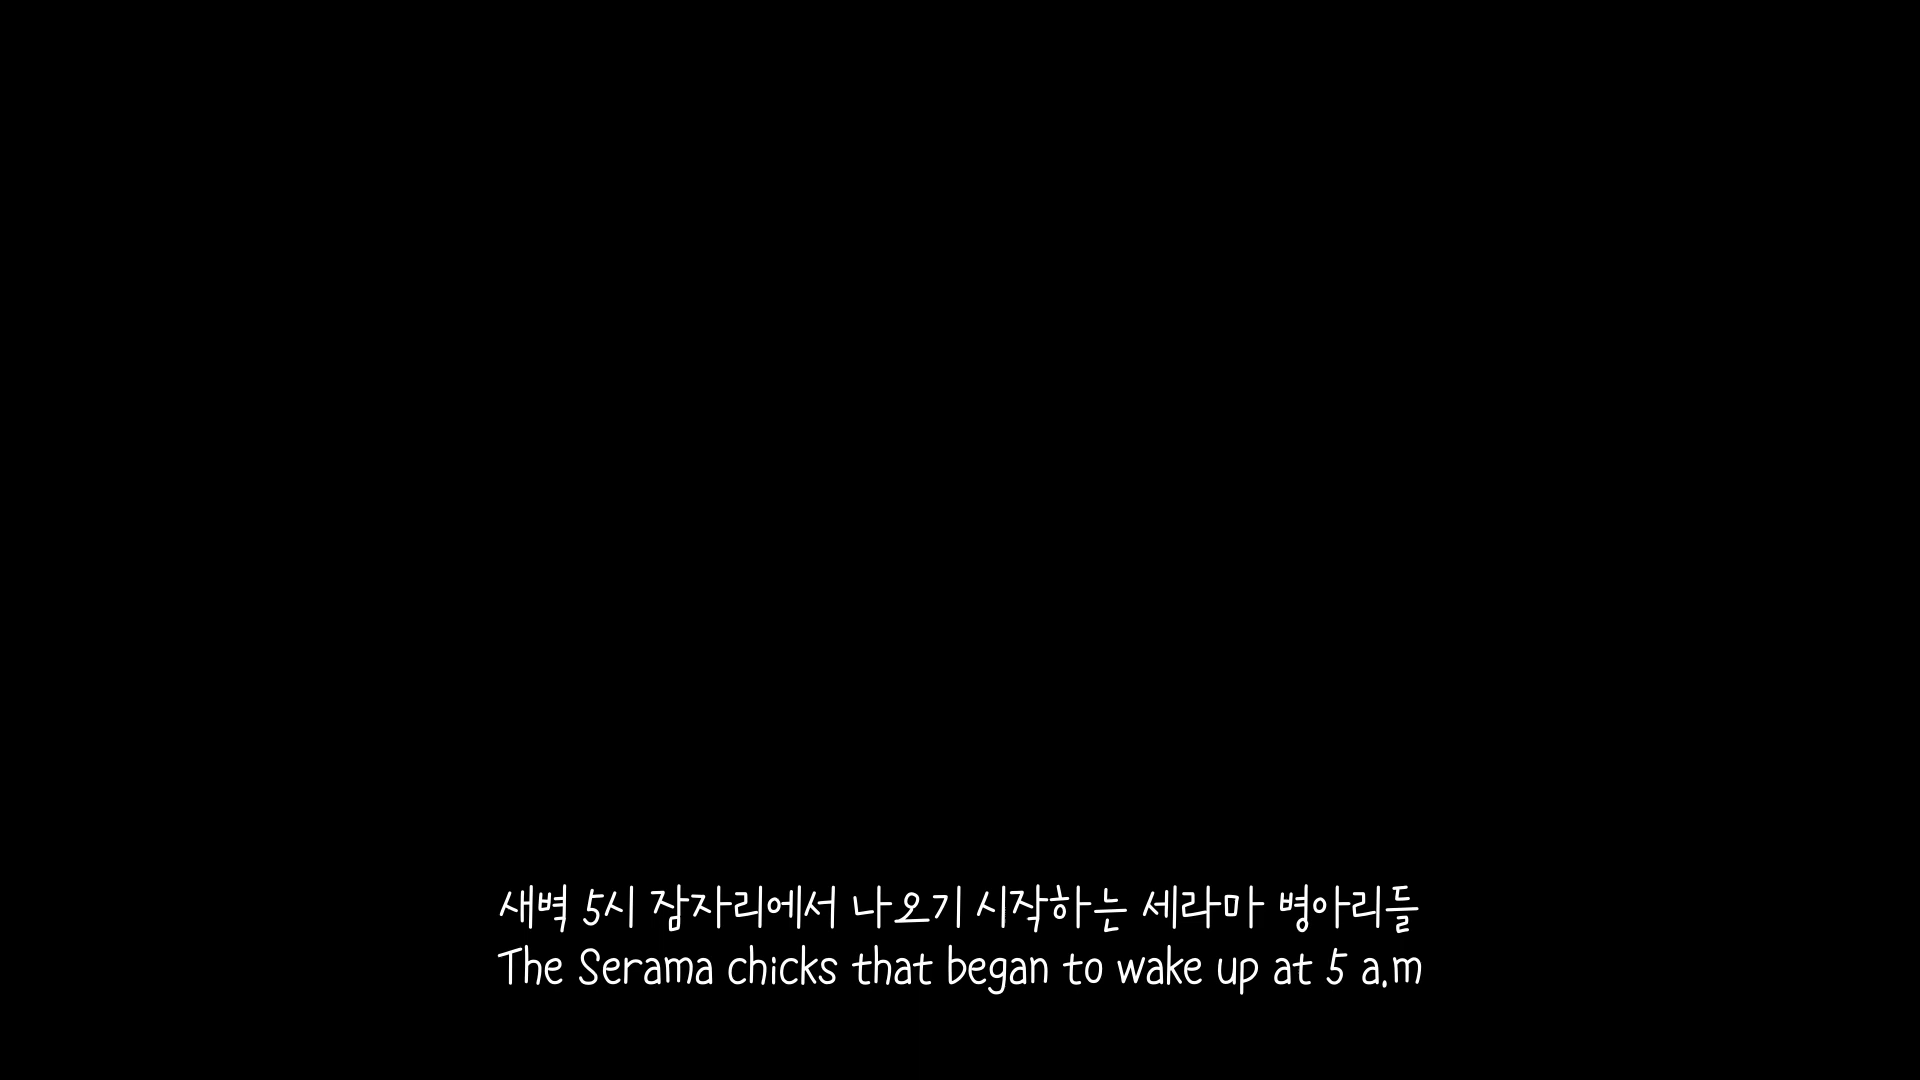 새벽 5시 잠자리에서 나오기 시작하는 세라마 병아리들
The Serama chicks that began to wake up at 5 a.m